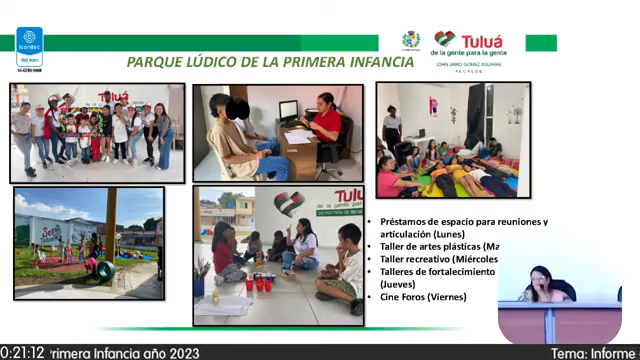 icontec
ISO 9001
Tuluá
de la gente para la gente
JOHN JAIRO GÓMEZ AGUIRRE
ALCALDE
PARQUE LÚDICO DE LA PRIMERA INFANCIA
Tuluá
Tulu
de la gente para la gente
• Préstamos de espacio para reuniones y
articulación (Lunes)
• Taller de artes plásticas (Ma
• Taller recreativo (Miércoles
• Talleres de fortalecimiento
(Jueves)
• Cine Foros (Viernes)
0:21:12 rimera Infancia año 2023 Tema: Informe